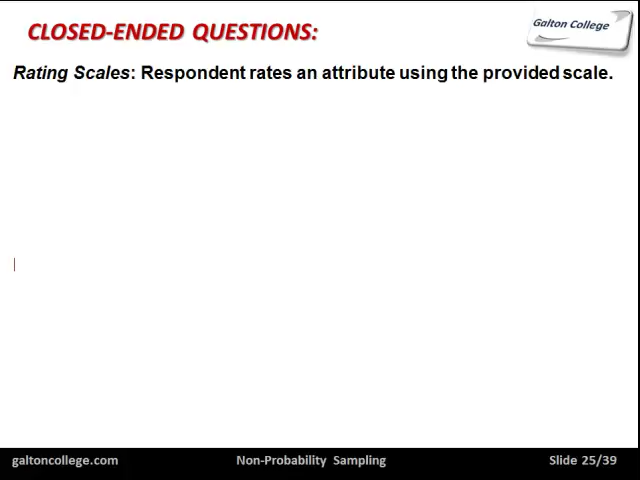 CLOSED-ENDED QUESTIONS:
Galton College
Rating Scales: Respondent rates an attribute using the provided scale.
galtoncollege.com
Non-Probability Sampling
Slide 25/39